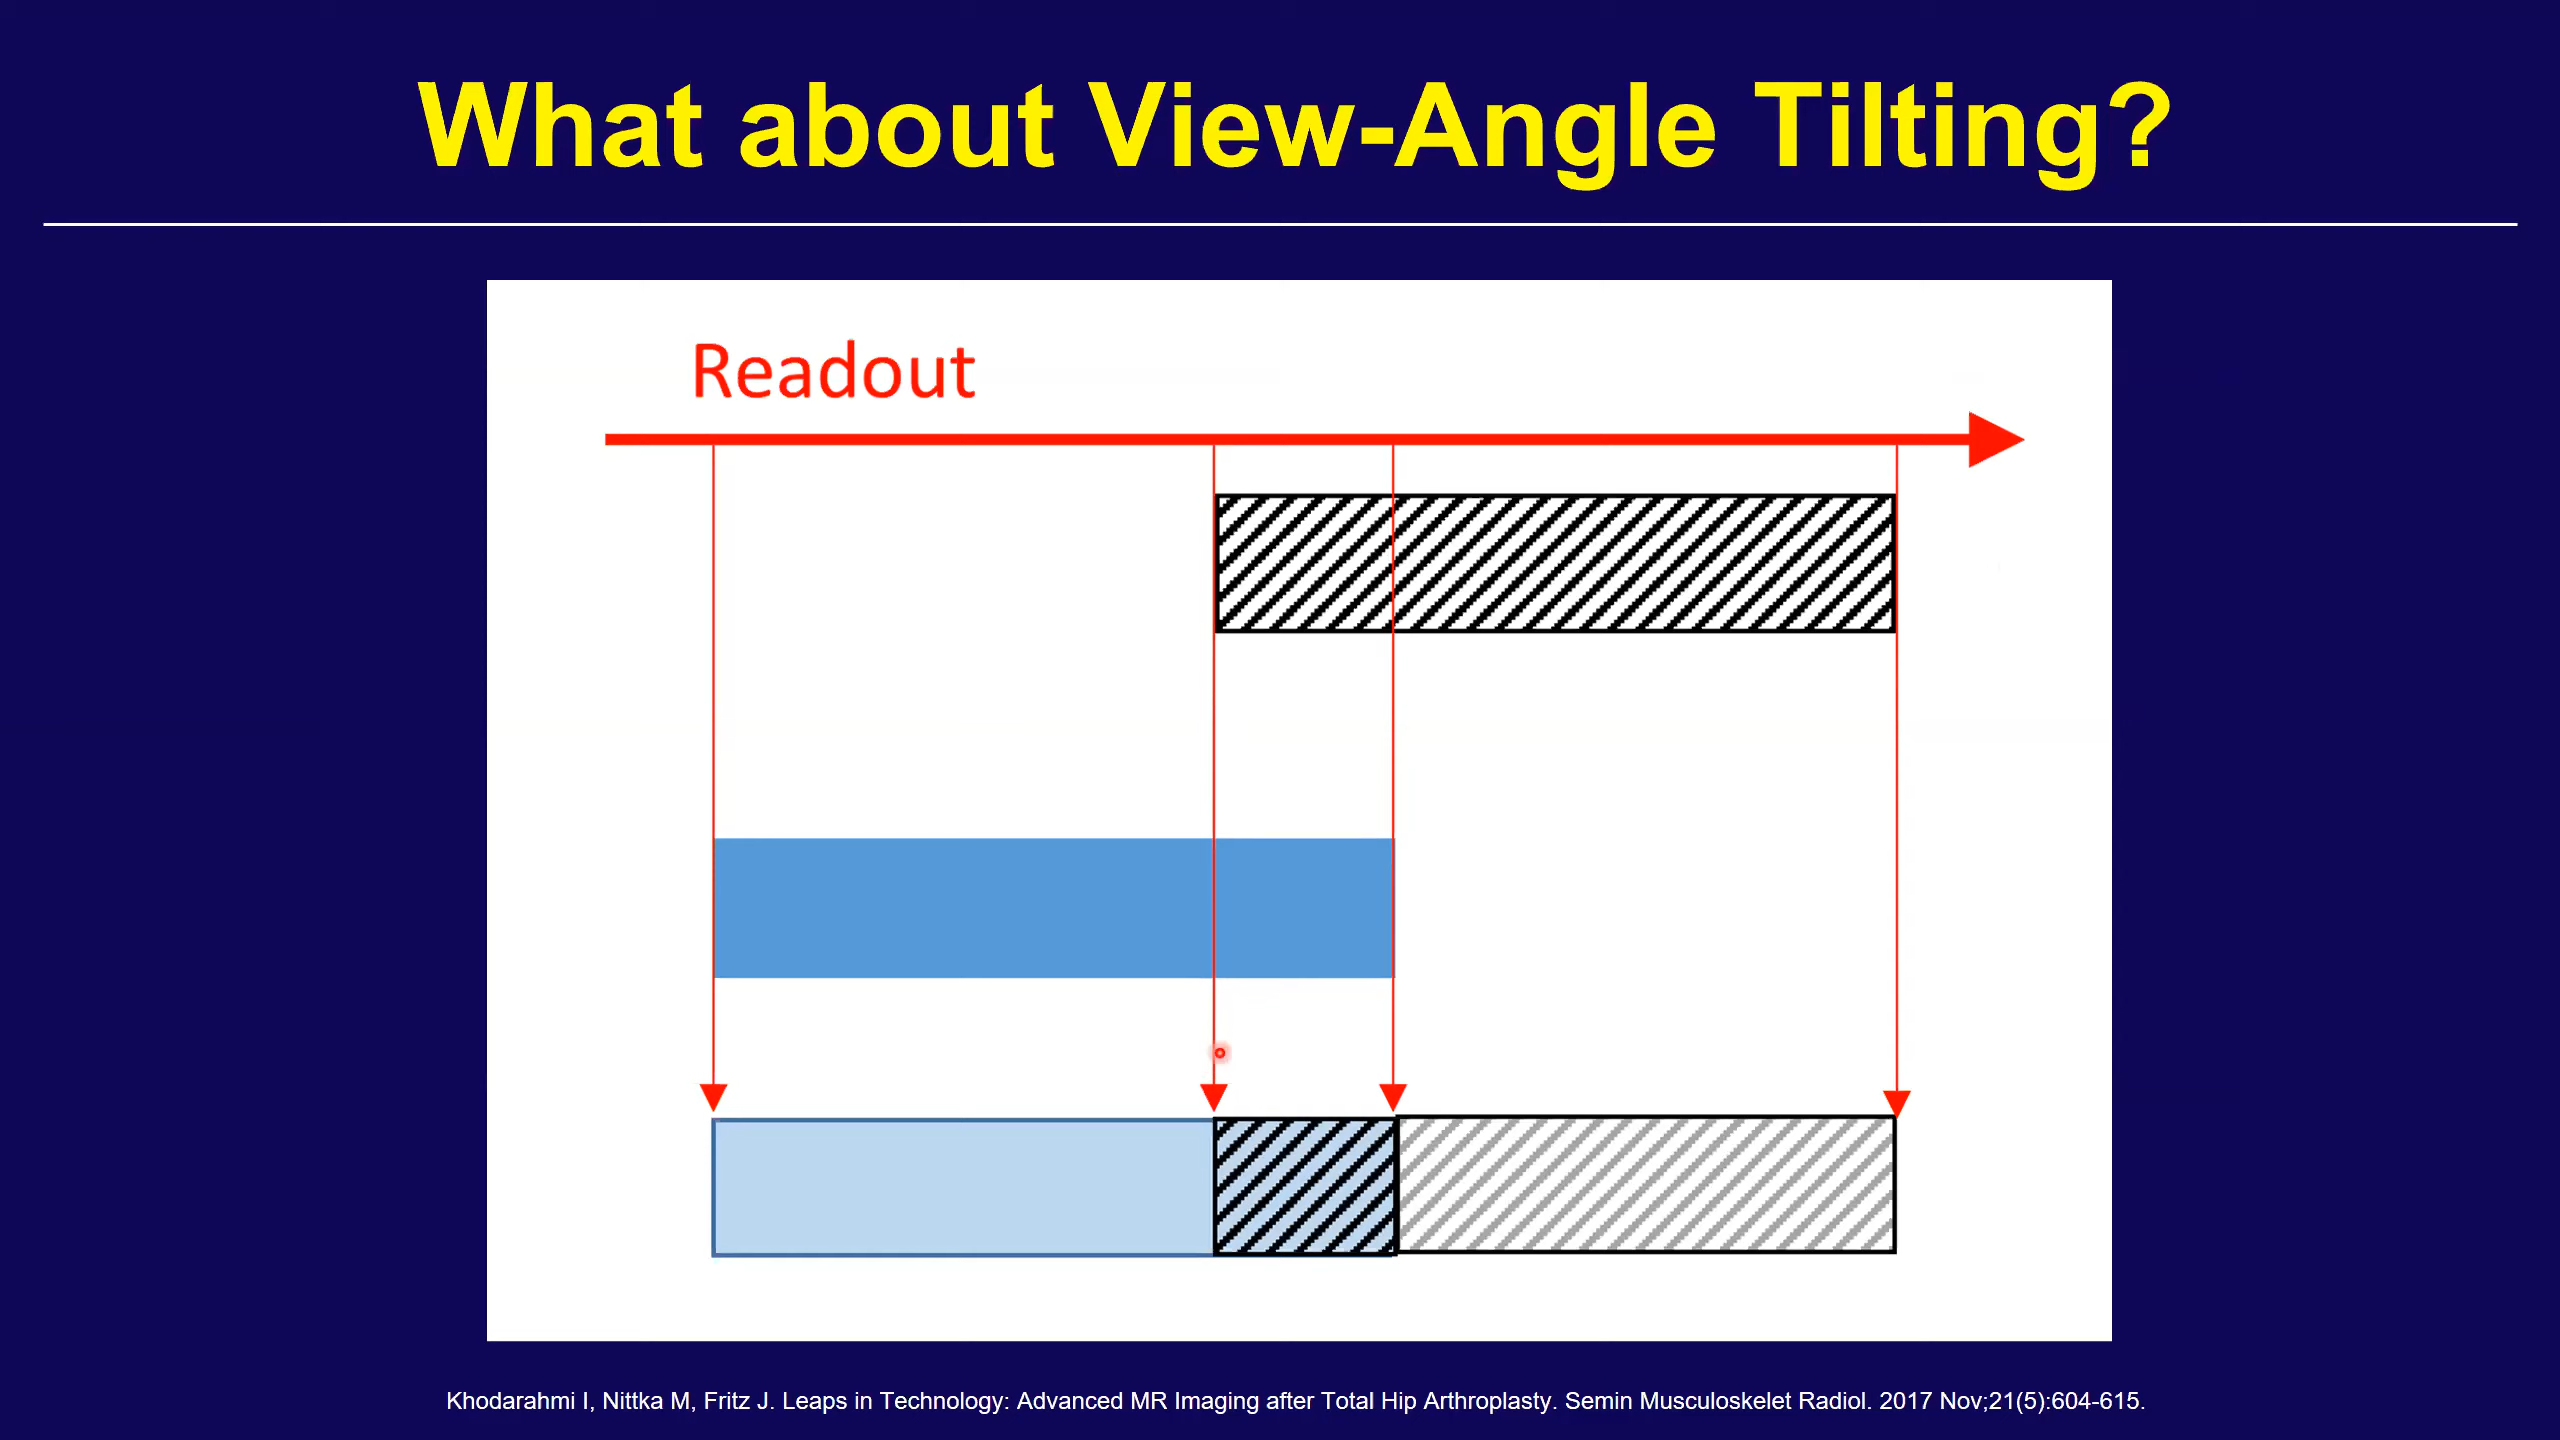 What about View-Angle Tilting?
Readout
Khodarahmi I, Nittka M, Fritz J. Leaps in Technology: Advanced MR Imaging after Total Hip Arthroplasty. Semin Musculoskelet Radiol. 2017 Nov;21(5):604-615.